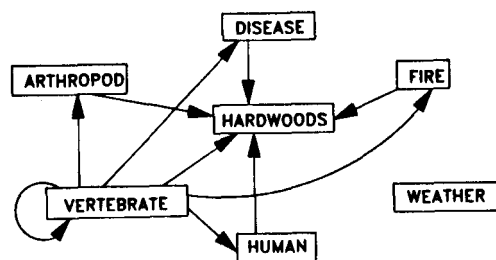 DISEASE
ARTHROPOD
FIRE
HARDWOODS
VERTEBRATE
WEATHER
HUMAN